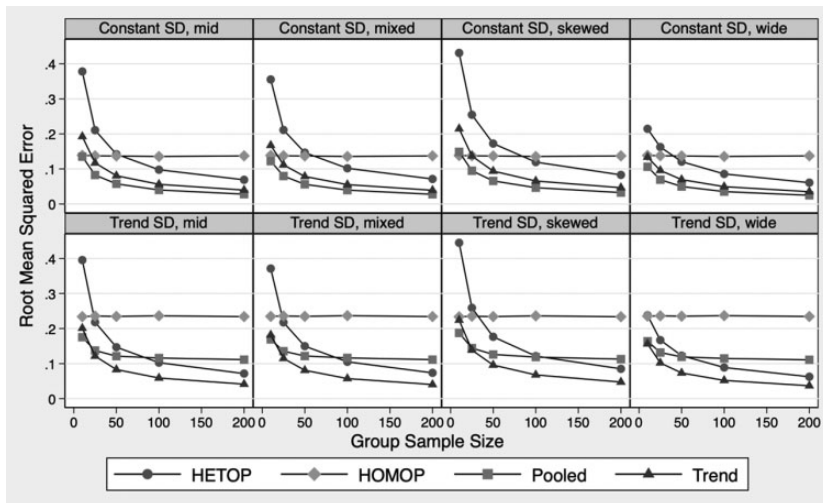 Constant SD, mid Constant SD, mixed Constant SD, skewed Constant SD, wide
.4
.3
.2
.1
0
Trend SD, mid Trend SD, mixed Trend SD, skewed Trend SD, wide
.4
.3
.2
.1
0
Root Mean Squared Error
0 50 100 150 200 0 50 100 150 200 0 50 100 150 200 0 50 100 150 200
Group Sample Size
HETOP HOMOP Pooled Trend